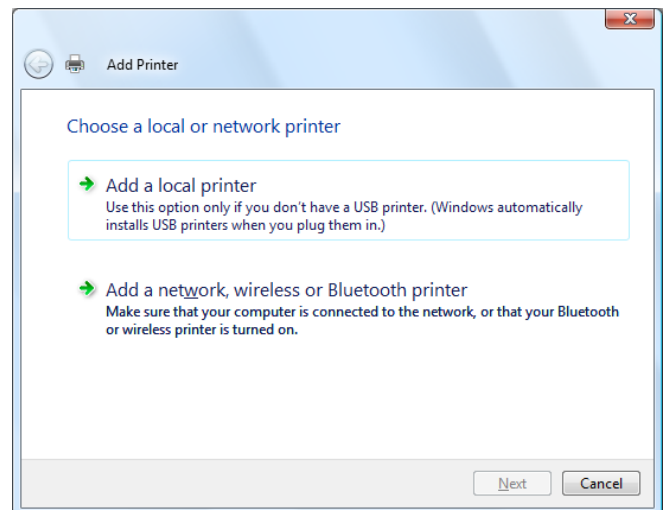 X
Add Printer
Choose a local or network printer
Add a local printer
Use this option only if you don't have a USB printer. (Windows automatically
installs USB printers when you plug them in.)
Add a network, wireless or Bluetooth printer
Make sure that your computer is connected to the network, or that your Bluetooth
or wireless printer is turned on.
Next Cancel